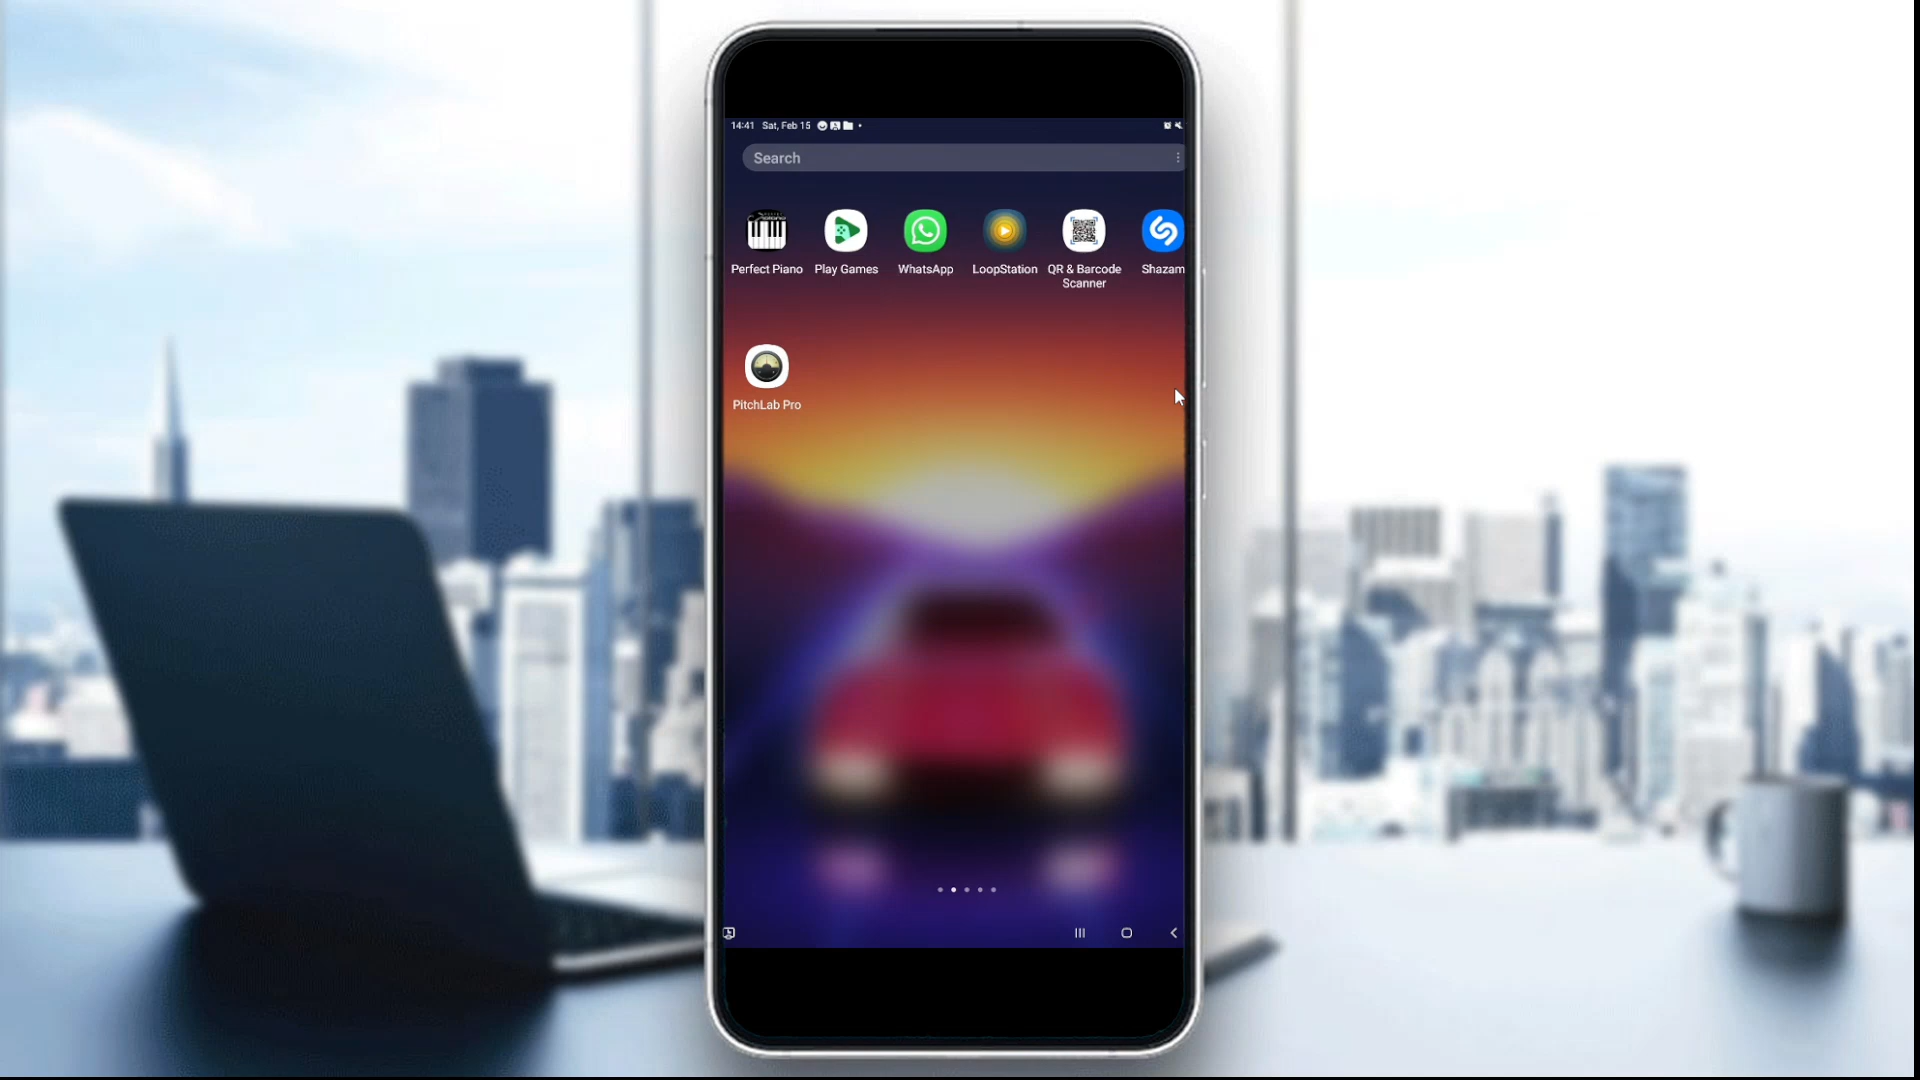 14:41 Sat, Feb 15
Search
Perfect Piano
Play Games
WhatsApp
LoopStation
QR & Barcode
Scanner
Shazam
PitchLab Pro